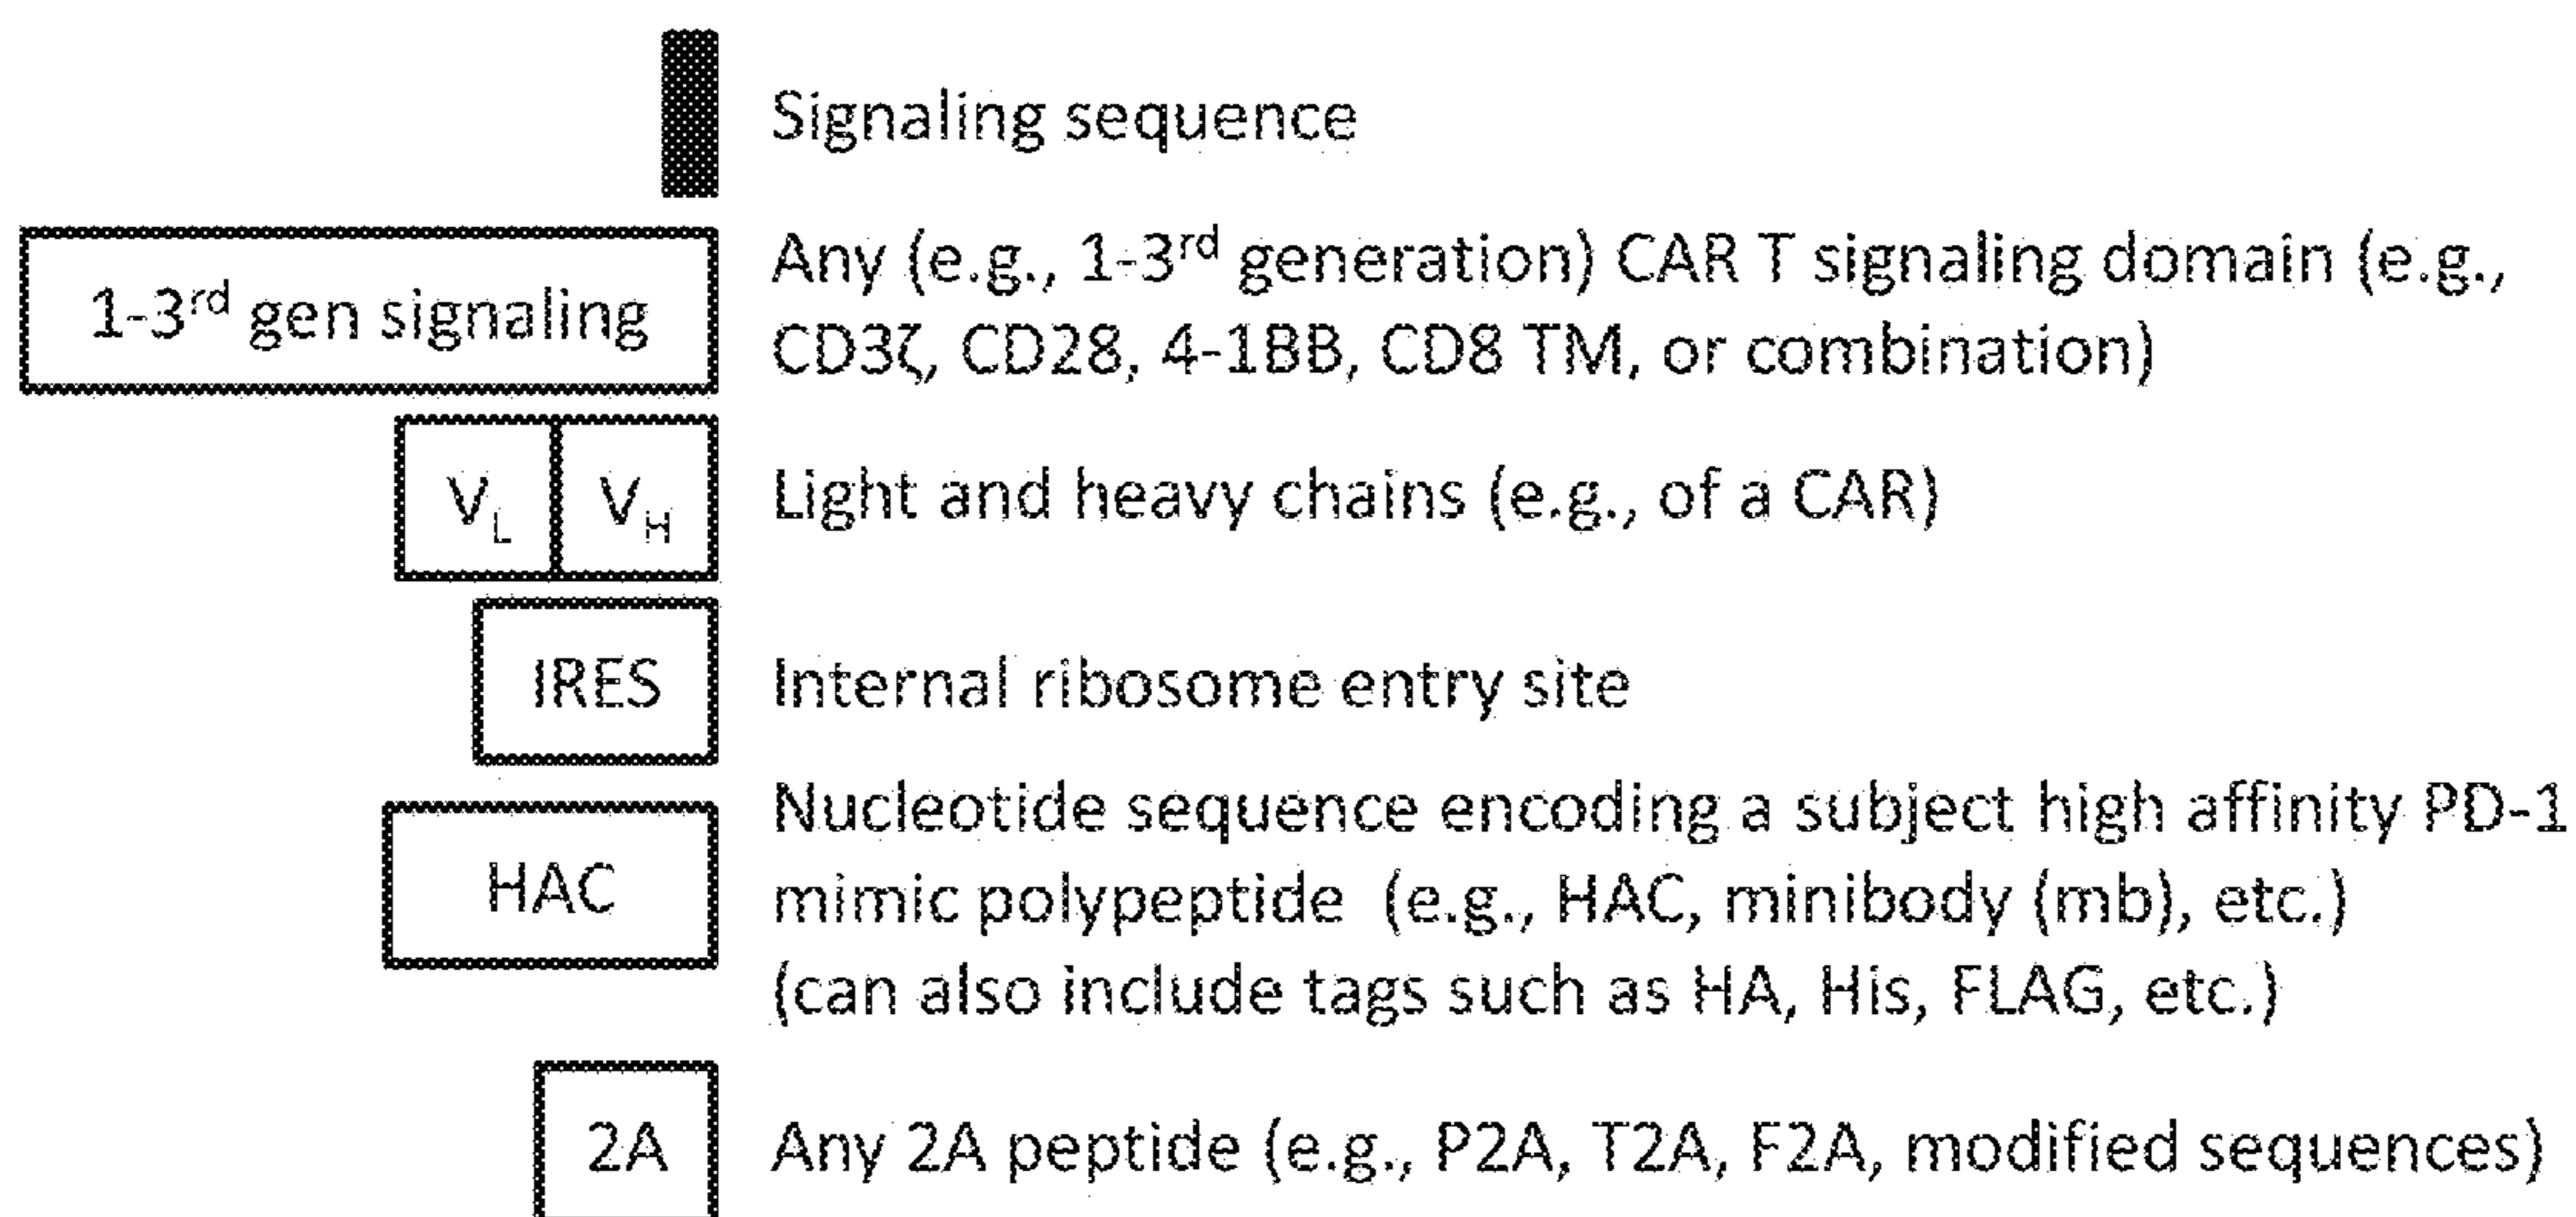 Signaling sequence
1-3rd gen signaling
Any (e.g., 1-3rd generation) CAR T signaling domain (e.g.,
CD3ζ, CD28, 4-1BB, CD8 TM, or combination)
VL VH
Light and heavy chains (e.g., of a CAR)
IRES
Internal ribosome entry site
HAC
Nucleotide sequence encoding a subject high affinity PD-1
mimic polypeptide (e.g., HAC, minibody (mb), etc.)
(can also include tags such as HA, His, FLAG, etc.)
2A
Any 2A peptide (e.g., P2A, T2A, F2A, modified sequences)